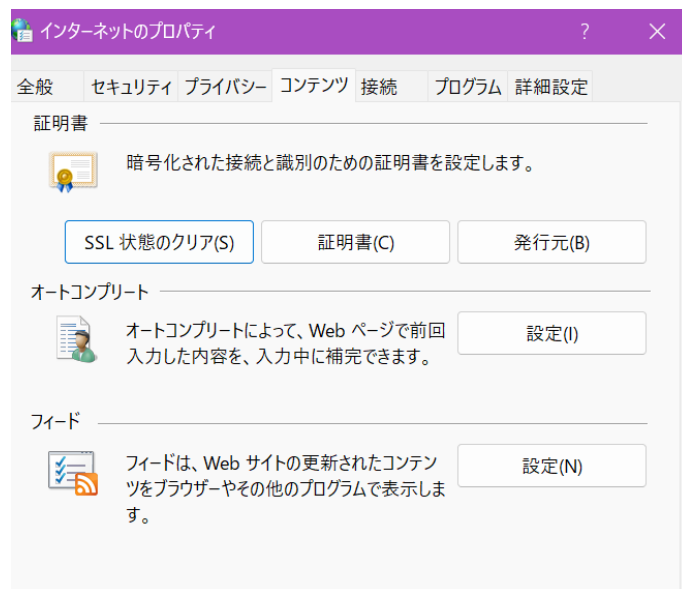 インターネットのプロパティ
全般 セキュリティ プライバシー コンテンツ 接続 プログラム 詳細設定
証明書
暗号化された接続と識別のための証明書を設定します。
SSL 状態のクリア(S) 証明書(C) 発行元(B)
オートコンプリート
オートコンプリートによって、Web ページで前回
入力した内容を、入力中に補完できます。
設定(I)
フィード
フィードは、Web サイトの更新されたコンテン
ツをブラウザーやその他のプログラムで表示しま
す。
設定(N)